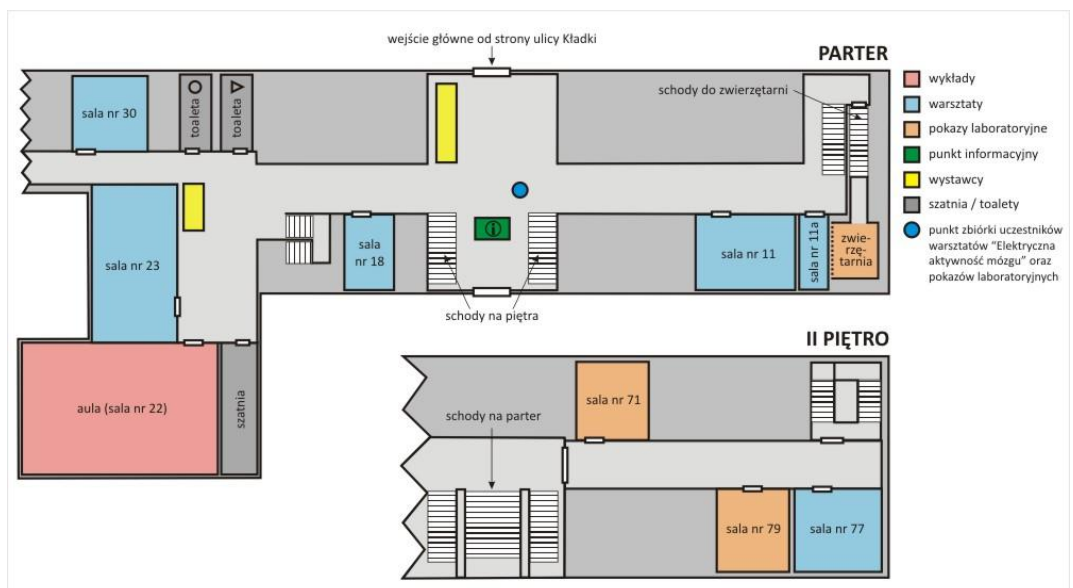 wejście główne od strony ulicy Kładki
PARTER
schody do zwierzętarni
sala nr 30
toaleta
toaleta
sala nr 23
sala
nr 18
i
schody na piętra
sala nr 11
sala nr 11a
zwie-
rzę-
tarnia
aula (sala nr 22)
szatnia
wykłady
warsztaty
pokazy laboratoryjne
punkt informacyjny
wystawcy
szatnia / toalety
punkt zbiórki uczestników
warsztatów "Elektryczna
aktywność mózgu" oraz
pokazów laboratoryjnych
II PIĘTRO
sala nr 71
schody na parter
sala nr 79
sala nr 77